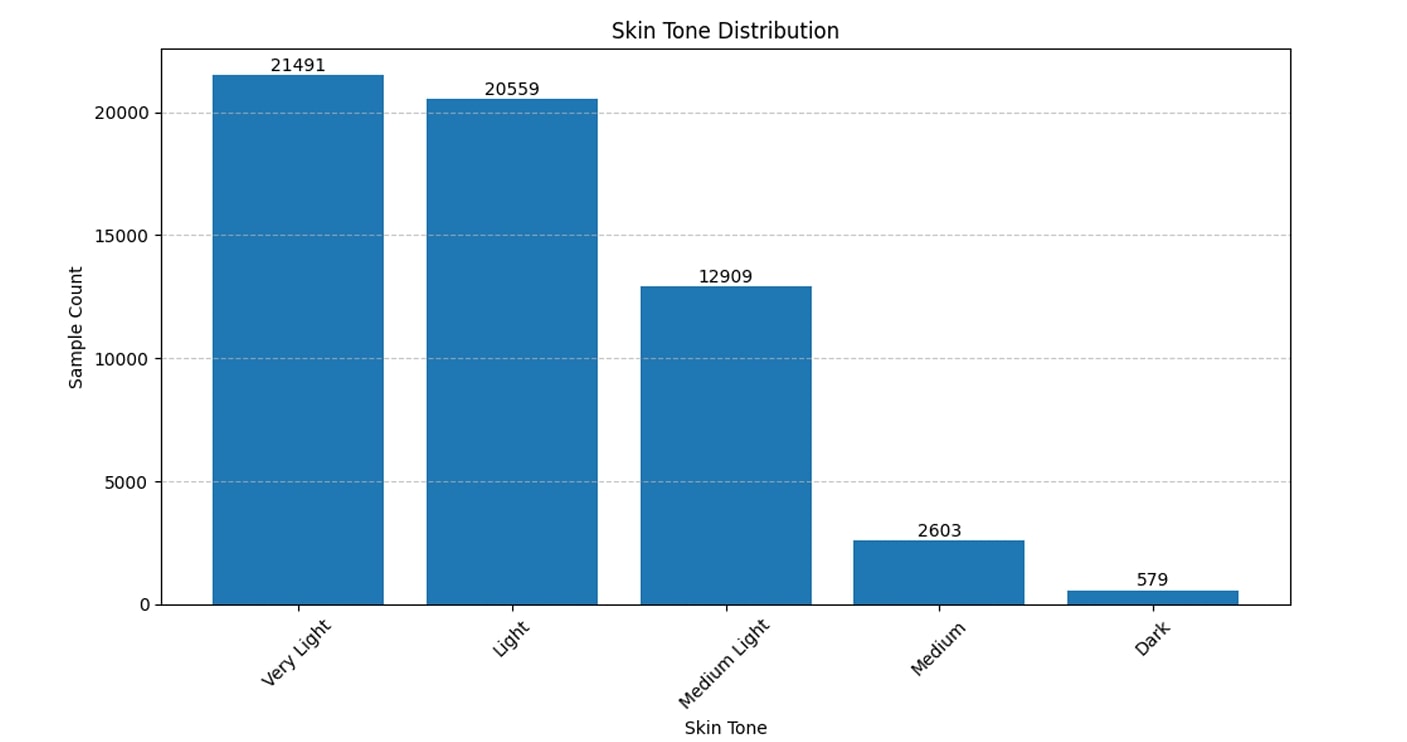 Skin Tone Distribution
21491
20559
12909
2603
579
20000
15000
10000
5000
0
Sample Count
Very Light
Light
Medium Light
Medium
Dark
Skin Tone